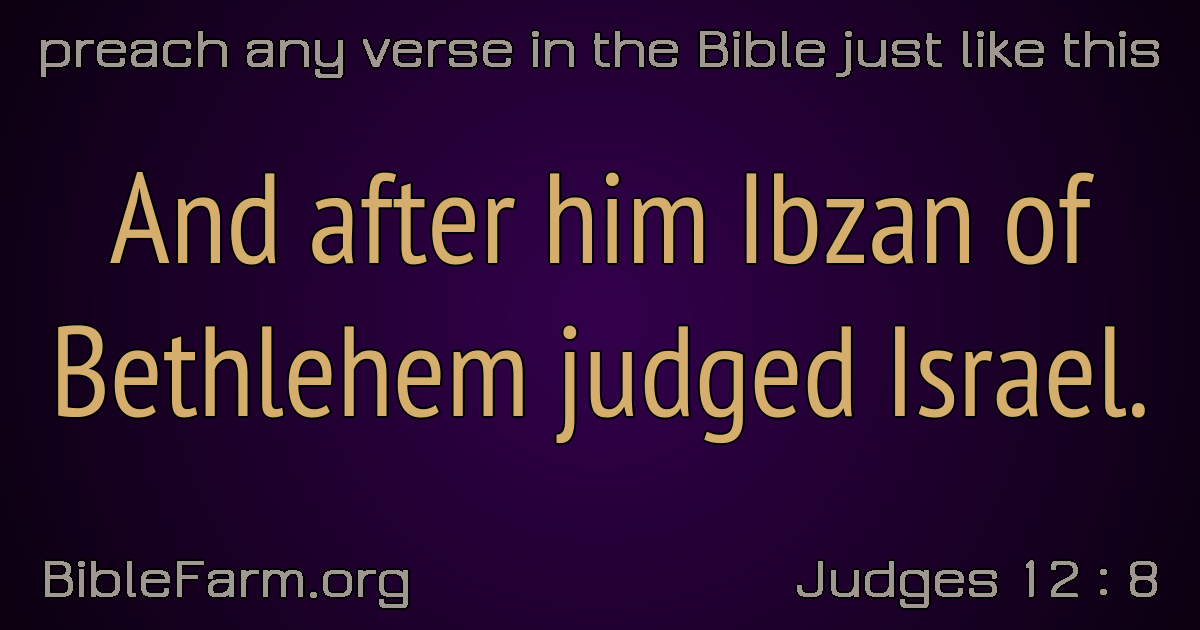 preach any verse in the Bible just like this
And after him Ibzan of
Bethlehem judged Israel.
BibleFarm.org
Judges 12 : 8